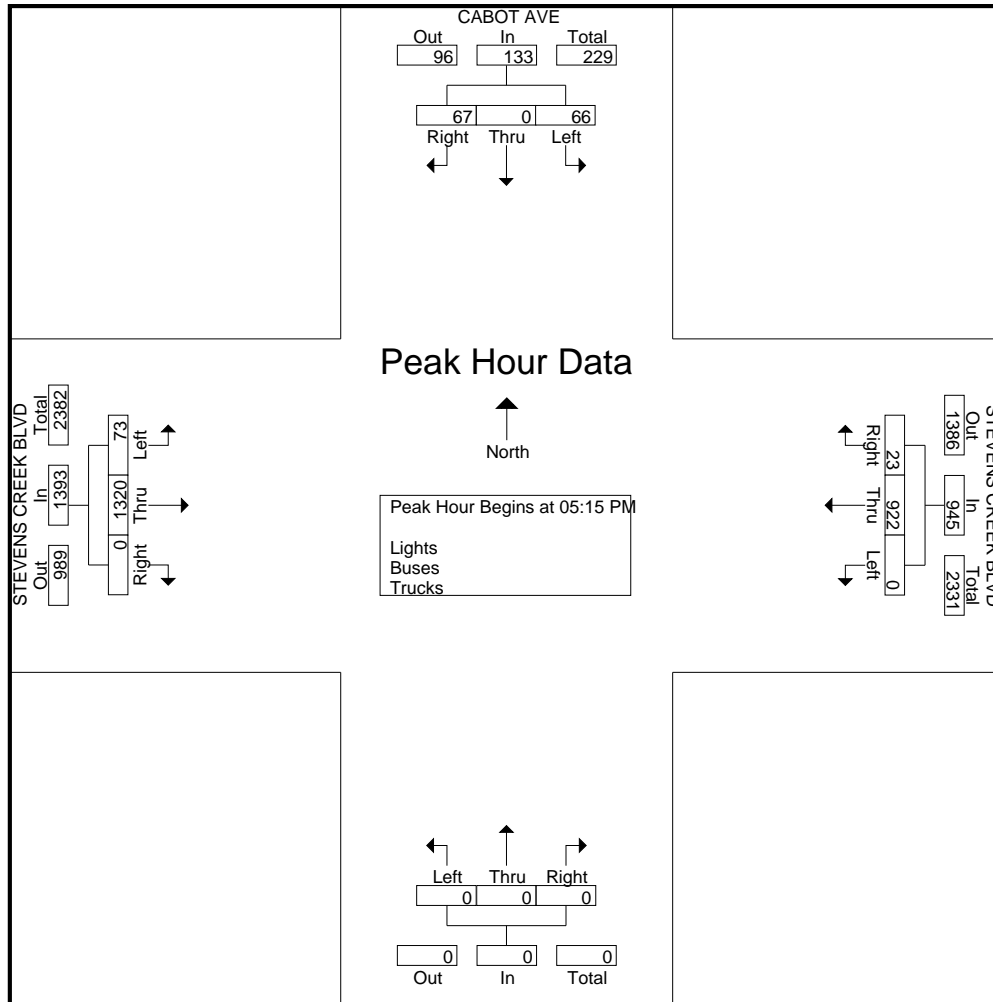 CABOT AVE
Out In Total
96 133 229
67 0 66
Right Thru Left
Peak Hour Data
North
Peak Hour Begins at 05:15 PM
Lights
Buses
Trucks
STEVENS CREEK BLVD
Total In Out
2382 1393 989
73 1320 0
Left Thru Right
STEVENS CREEK BLVD
Out In Total
1386 945 2331
Right Thru Left
23 922 0
Left Thru Right
0 0 0
0 0 0
Out In Total